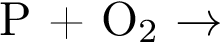 P + O₂ →